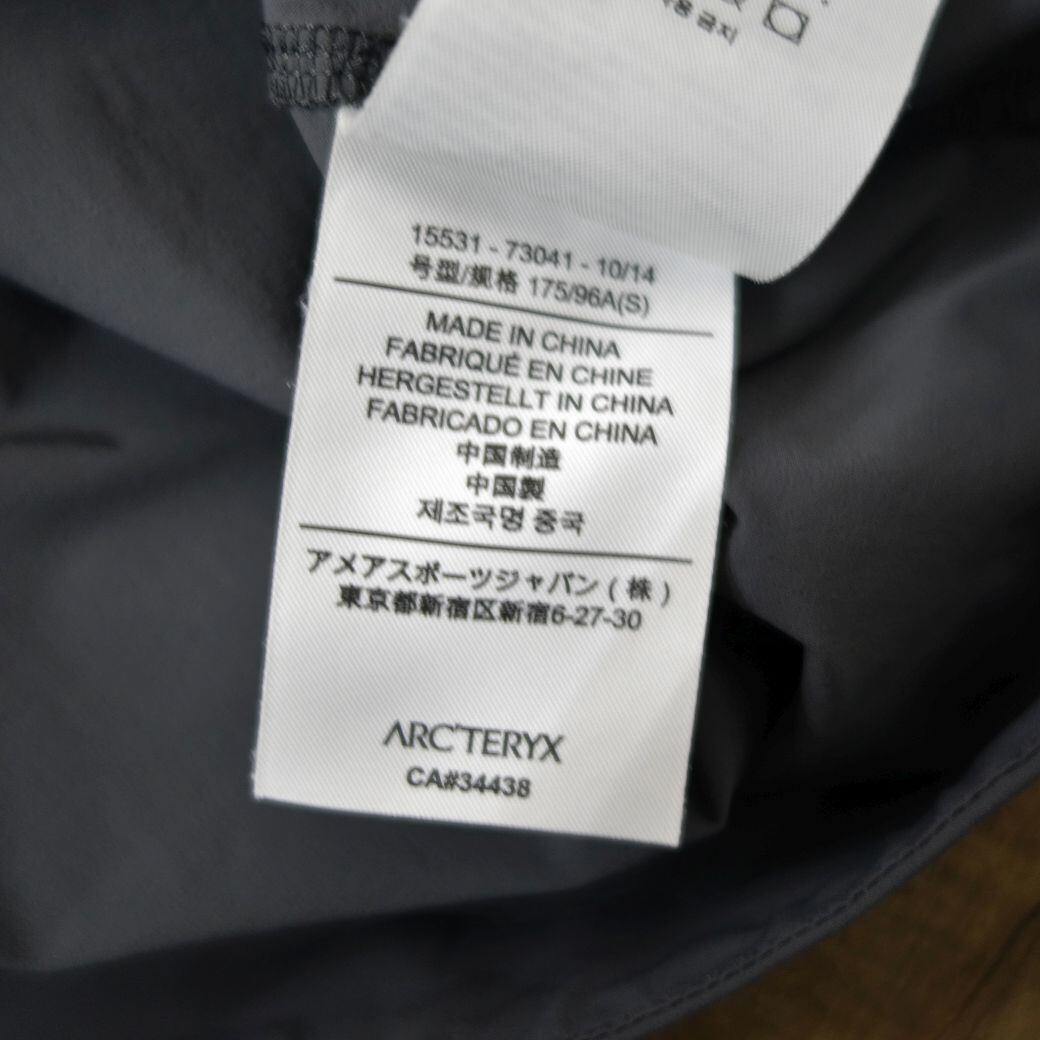 용 금지
15531 - 73041 - 10/14
号型/规格 175/96A(S)
MADE IN CHINA
FABRIQUÉ EN CHINE
HERGESTELLT IN CHINA
FABRICADO EN CHINA
中国制造
中国製
제조국명 중국
アメアスポーツジャパン ( 株 )
東京都新宿区新宿6-27-30
ARC'TERYX
CA#34438